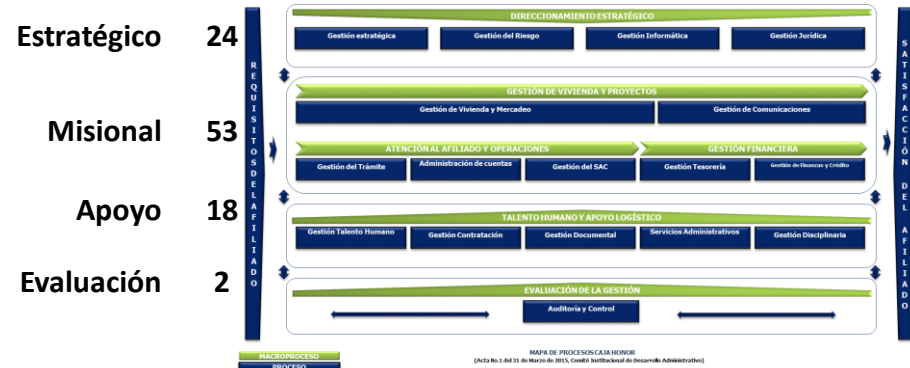 Estratégico 24
Misional 53
Apoyo 18
Evaluación 2
REQUISITOS DEL AFILIADO
DIRECCIONAMIENTO ESTRATÉGICO
Gestión estratégica
Gestión del Riesgo
Gestión Informática
Gestión Jurídica
GESTIÓN DE VIVIENDA Y PROYECTOS
Gestión de Vivienda y Mercadeo
Gestión de Comunicaciones
ATENCIÓN AL AFILIADO Y OPERACIONES
GESTIÓN FINANCIERA
Gestión del Trámite
Administración de cuentas
Gestión del SAC
Gestión Tesorería
Gestión de Finanzas y Crédito
TALENTO HUMANO Y APOYO LOGÍSTICO
Gestión Talento Humano
Gestión Contratación
Gestión Documental
Servicios Administrativos
Gestión Disciplinaria
EVALUACIÓN DE LA GESTIÓN
Auditoría y Control
SATISFACCIÓN DEL AFILIADO
MACROPROCESO
PROCESO
MAPA DE PROCESOS CAJA HONOR
(Acta No.1 del 31 de Marzo de 2015, Comité Institucional de Desarrollo Administrativo)